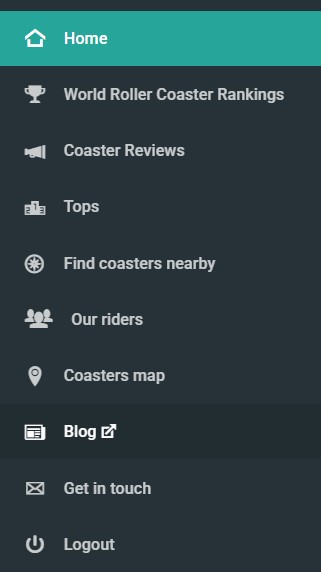 Home
World Roller Coaster Rankings
Coaster Reviews
Tops
Find coasters nearby
Our riders
Coasters map
Blog
Get in touch
Logout